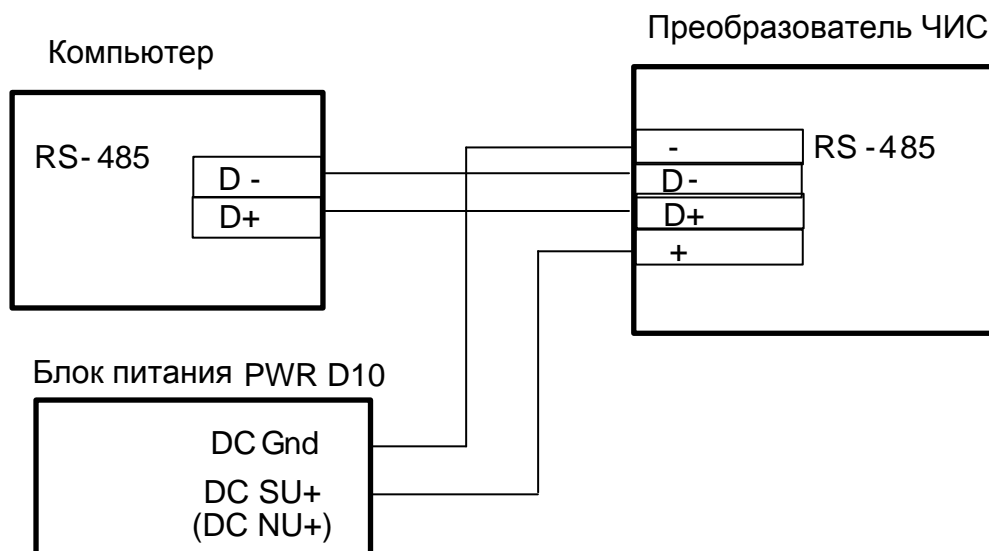 Преобразователь ЧИС
Компьютер
RS-485
D -
D+
-
D-
D+
+
RS -485
Блок питания PWR D10
DC Gnd
DC SU+
(DC NU+)